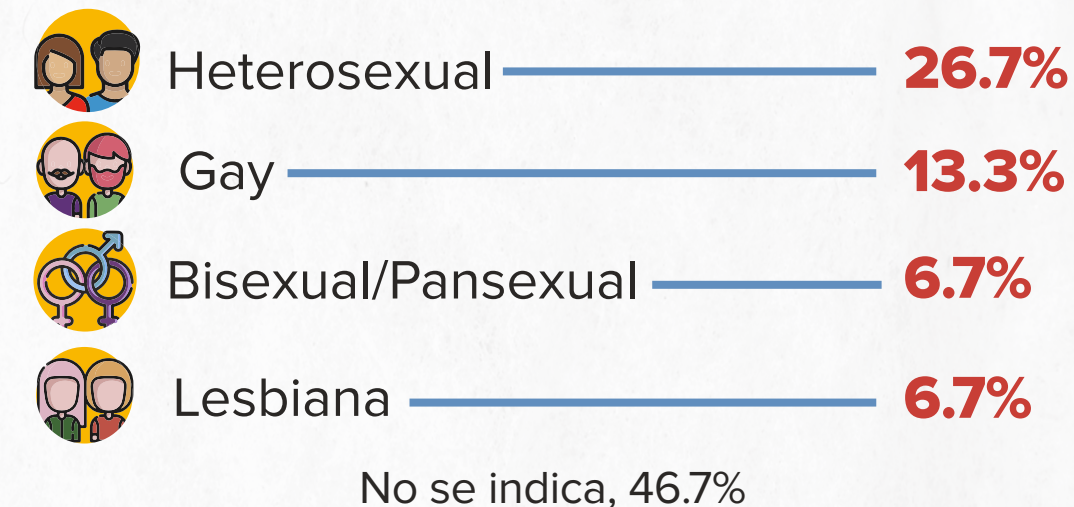 Heterosexual 26.7%
Gay 13.3%
Bisexual/Pansexual 6.7%
Lesbiana 6.7%
No se indica, 46.7%